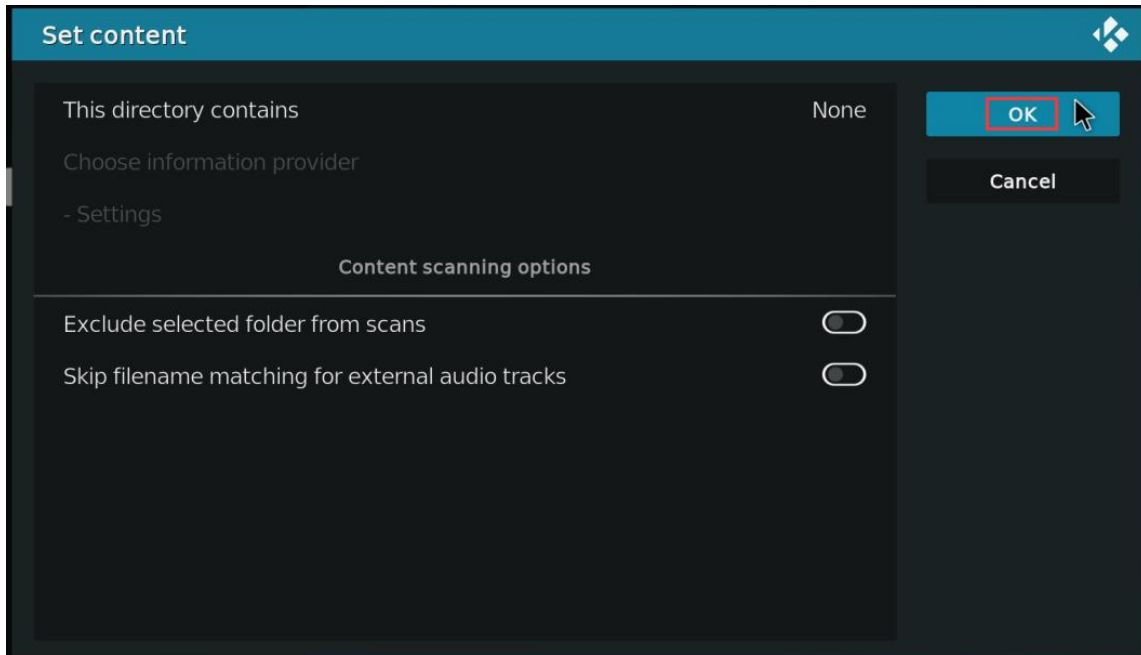 Set content
This directory contains None
Choose information provider
- Settings
Content scanning options
Exclude selected folder from scans
Skip filename matching for external audio tracks
OK
Cancel